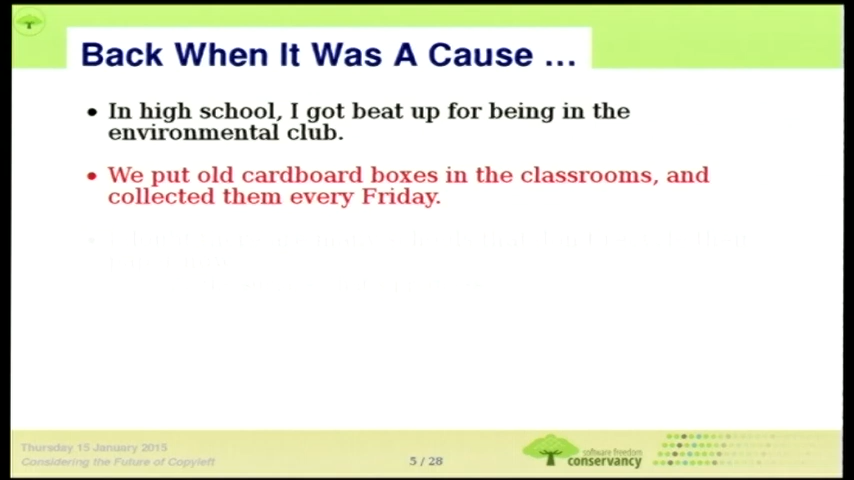 Back When It Was A Cause ...
• In high school, I got beat up for being in the
environmental club.
• We put old cardboard boxes in the classrooms, and
collected them every Friday.
Thursday 15 January 2015
Considering the Future of Copyleft
5 / 28
software freedom
conservancy